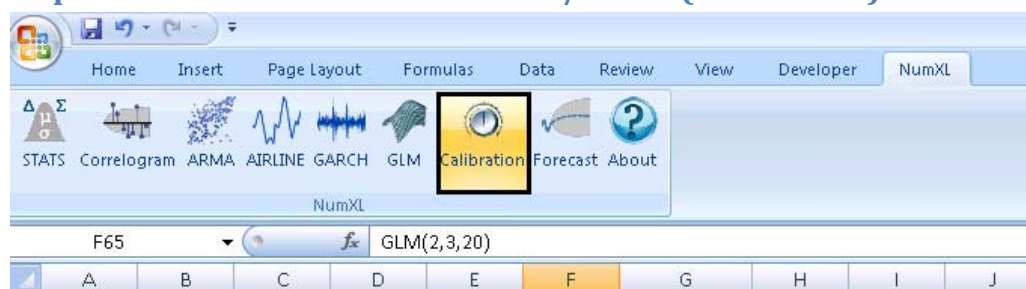 Home Insert Page Layout Formulas Data Review View Developer NumXL
Δ Σ
μ
σ
STATS Correlogram ARMA AIRLINE GARCH GLM Calibration Forecast About
NumXL
F65 fx GLM(2,3,20)
A B C D E F G H I J